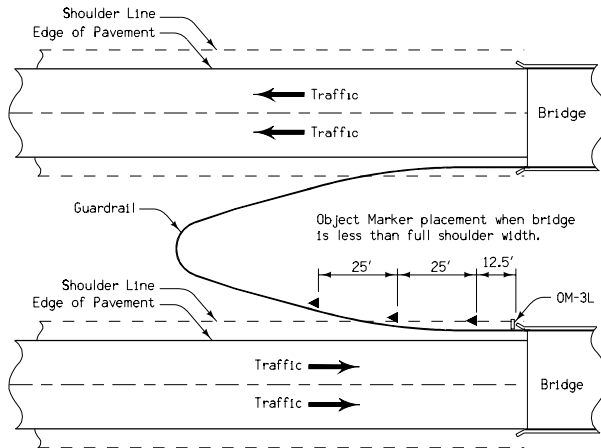 Shoulder Line
Edge of Pavement
Traffic
Traffic
Bridge
Guardrail
Object Marker placement when bridge
is less than full shoulder width.
25'
25'
12.5'
OM-3L
Shoulder Line
Edge of Pavement
Traffic
Traffic
Bridge